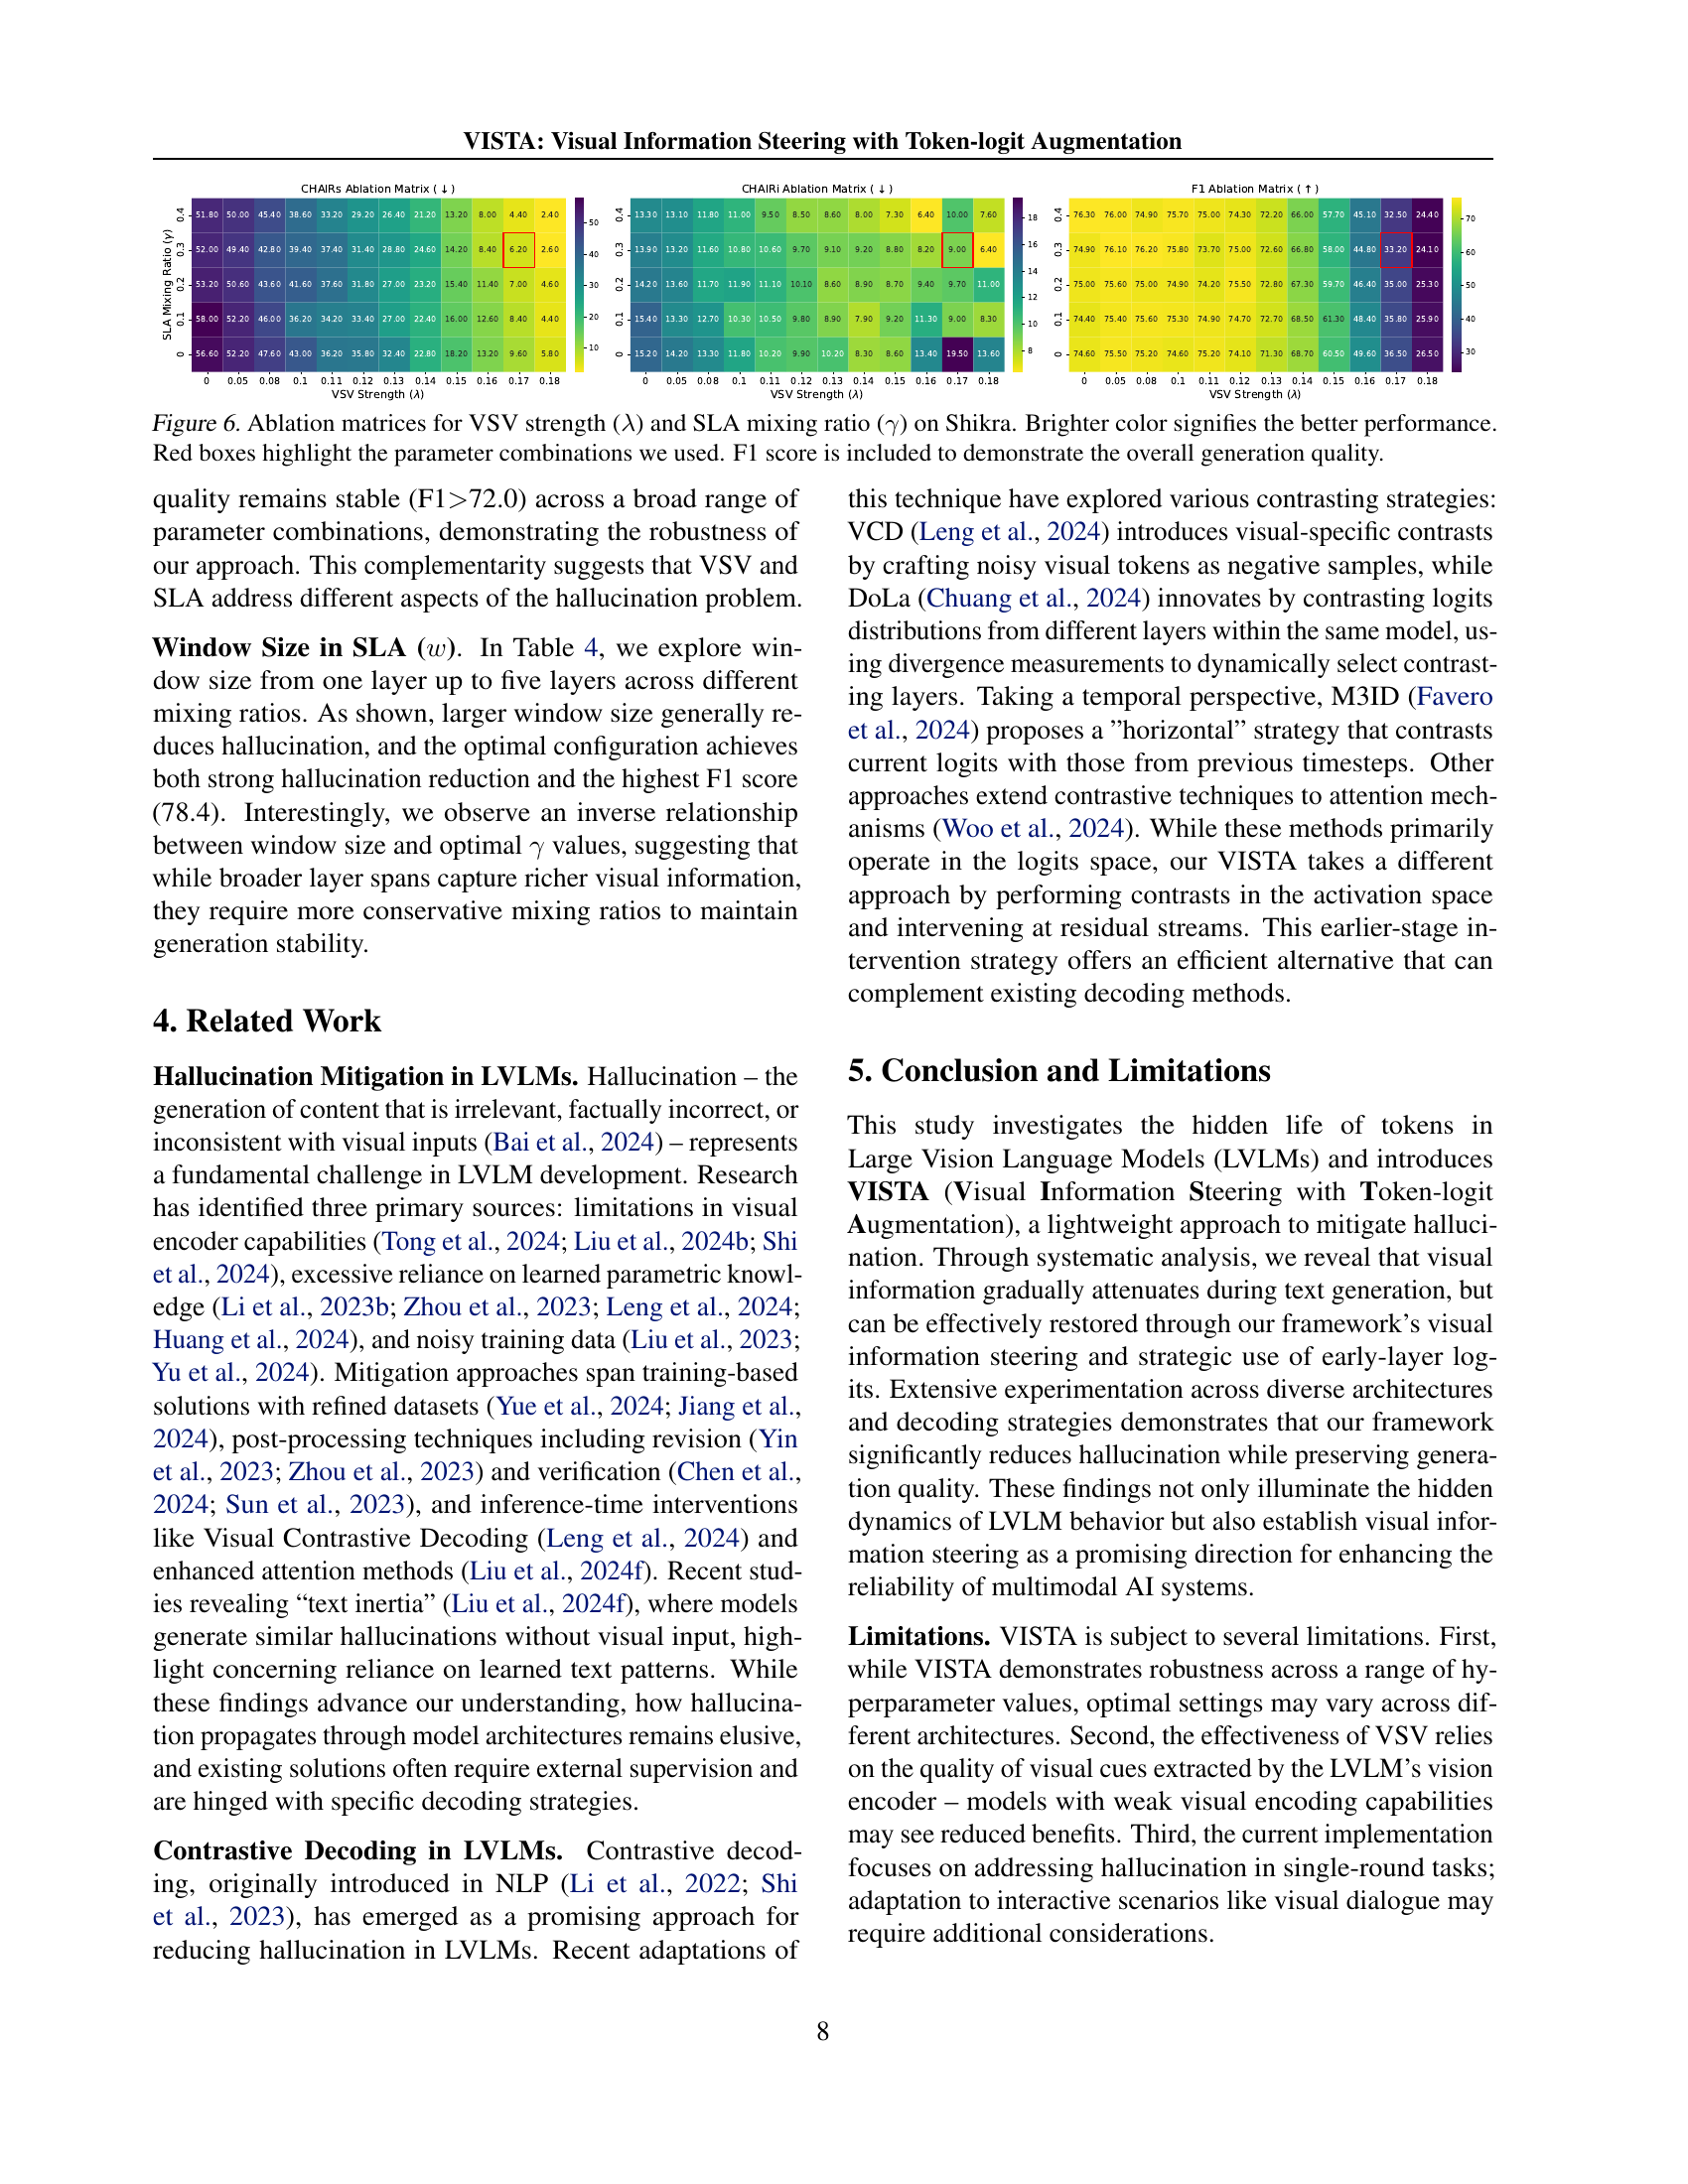 VISTA: Visual Information Steering with Token-logit Augmentation
CHAIRs Ablation Matrix ( ↓ )
SLA Mixing Ratio (γ)
0.4 51.80 50.00 45.40 38.60 33.20 29.20 26.40 21.20 13.20 8.00 4.40 2.40
0.3 52.00 49.40 42.80 39.40 37.40 31.40 28.80 24.60 14.20 8.40 6.20 2.60
0.2 53.20 50.60 43.60 41.60 37.60 31.80 27.00 23.20 15.40 11.40 7.00 4.60
0.1 58.00 52.20 46.00 36.20 34.20 33.40 27.00 22.40 16.00 12.60 8.40 4.40
0 56.60 52.20 47.60 43.00 36.20 35.80 32.40 22.80 18.20 13.20 9.60 5.80
0 0.05 0.08 0.1 0.11 0.12 0.13 0.14 0.15 0.16 0.17 0.18
VSV Strength (λ)
50
40
30
20
10
CHAIRi Ablation Matrix ( ↓ )
0.4 13.30 13.10 11.80 11.00 9.50 8.50 8.60 8.00 7.30 6.40 10.00 7.60
0.3 13.90 13.20 11.60 10.80 10.60 9.70 9.10 9.20 8.80 8.20 9.00 6.40
0.2 14.20 13.60 11.70 11.90 11.10 10.10 8.60 8.90 8.70 9.40 9.70 11.00
0.1 15.40 13.30 12.70 10.30 10.50 9.80 8.90 7.90 9.20 11.30 9.00 8.30
0 15.20 14.20 13.30 11.80 10.20 9.90 10.20 8.30 8.60 13.40 19.50 13.60
0 0.05 0.08 0.1 0.11 0.12 0.13 0.14 0.15 0.16 0.17 0.18
VSV Strength (λ)
18
16
14
12
10
8
F1 Ablation Matrix ( ↑ )
0.4 76.30 76.00 74.90 75.70 75.00 74.30 72.20 66.00 57.70 45.10 32.50 24.40
0.3 74.90 76.10 76.20 75.80 73.70 75.00 72.60 66.80 58.00 44.80 33.20 24.10
0.2 75.00 75.60 75.00 74.90 74.20 75.50 72.80 67.30 59.70 46.40 35.00 25.30
0.1 74.40 75.40 75.60 75.30 74.90 74.70 72.70 68.50 61.30 48.40 35.80 25.90
0 74.60 75.50 75.20 74.60 75.20 74.10 71.30 68.70 60.50 49.60 36.50 26.50
0 0.05 0.08 0.1 0.11 0.12 0.13 0.14 0.15 0.16 0.17 0.18
VSV Strength (λ)
70
60
50
40
30
Figure 6. Ablation matrices for VSV strength (λ) and SLA mixing ratio (γ) on Shikra. Brighter color signifies the better performance.
Red boxes highlight the parameter combinations we used. F1 score is included to demonstrate the overall generation quality.
quality remains stable (F1>72.0) across a broad range of
parameter combinations, demonstrating the robustness of
our approach. This complementarity suggests that VSV and
SLA address different aspects of the hallucination problem.
Window Size in SLA (w). In Table 4, we explore win-
dow size from one layer up to five layers across different
mixing ratios. As shown, larger window size generally re-
duces hallucination, and the optimal configuration achieves
both strong hallucination reduction and the highest F1 score
(78.4). Interestingly, we observe an inverse relationship
between window size and optimal γ values, suggesting that
while broader layer spans capture richer visual information,
they require more conservative mixing ratios to maintain
generation stability.
4. Related Work
Hallucination Mitigation in LVLMs. Hallucination – the
generation of content that is irrelevant, factually incorrect, or
inconsistent with visual inputs (Bai et al., 2024) – represents
a fundamental challenge in LVLM development. Research
has identified three primary sources: limitations in visual
encoder capabilities (Tong et al., 2024; Liu et al., 2024b; Shi
et al., 2024), excessive reliance on learned parametric knowl-
edge (Li et al., 2023b; Zhou et al., 2023; Leng et al., 2024;
Huang et al., 2024), and noisy training data (Liu et al., 2023;
Yu et al., 2024). Mitigation approaches span training-based
solutions with refined datasets (Yue et al., 2024; Jiang et al.,
2024), post-processing techniques including revision (Yin
et al., 2023; Zhou et al., 2023) and verification (Chen et al.,
2024; Sun et al., 2023), and inference-time interventions
like Visual Contrastive Decoding (Leng et al., 2024) and
enhanced attention methods (Liu et al., 2024f). Recent stud-
ies revealing “text inertia” (Liu et al., 2024f), where models
generate similar hallucinations without visual input, high-
light concerning reliance on learned text patterns. While
these findings advance our understanding, how hallucina-
tion propagates through model architectures remains elusive,
and existing solutions often require external supervision and
are hinged with specific decoding strategies.
Contrastive Decoding in LVLMs. Contrastive decod-
ing, originally introduced in NLP (Li et al., 2022; Shi
et al., 2023), has emerged as a promising approach for
reducing hallucination in LVLMs. Recent adaptations of
this technique have explored various contrasting strategies:
VCD (Leng et al., 2024) introduces visual-specific contrasts
by crafting noisy visual tokens as negative samples, while
DoLa (Chuang et al., 2024) innovates by contrasting logits
distributions from different layers within the same model, us-
ing divergence measurements to dynamically select contrast-
ing layers. Taking a temporal perspective, M3ID (Favero
et al., 2024) proposes a ”horizontal” strategy that contrasts
current logits with those from previous timesteps. Other
approaches extend contrastive techniques to attention mech-
anisms (Woo et al., 2024). While these methods primarily
operate in the logits space, our VISTA takes a different
approach by performing contrasts in the activation space
and intervening at residual streams. This earlier-stage in-
tervention strategy offers an efficient alternative that can
complement existing decoding methods.
5. Conclusion and Limitations
This study investigates the hidden life of tokens in
Large Vision Language Models (LVLMs) and introduces
VISTA (Visual Information Steering with Token-logit
Augmentation), a lightweight approach to mitigate halluci-
nation. Through systematic analysis, we reveal that visual
information gradually attenuates during text generation, but
can be effectively restored through our framework’s visual
information steering and strategic use of early-layer log-
its. Extensive experimentation across diverse architectures
and decoding strategies demonstrates that our framework
significantly reduces hallucination while preserving genera-
tion quality. These findings not only illuminate the hidden
dynamics of LVLM behavior but also establish visual infor-
mation steering as a promising direction for enhancing the
reliability of multimodal AI systems.
Limitations. VISTA is subject to several limitations. First,
while VISTA demonstrates robustness across a range of hy-
perparameter values, optimal settings may vary across dif-
ferent architectures. Second, the effectiveness of VSV relies
on the quality of visual cues extracted by the LVLM’s vision
encoder – models with weak visual encoding capabilities
may see reduced benefits. Third, the current implementation
focuses on addressing hallucination in single-round tasks;
adaptation to interactive scenarios like visual dialogue may
require additional considerations.
8